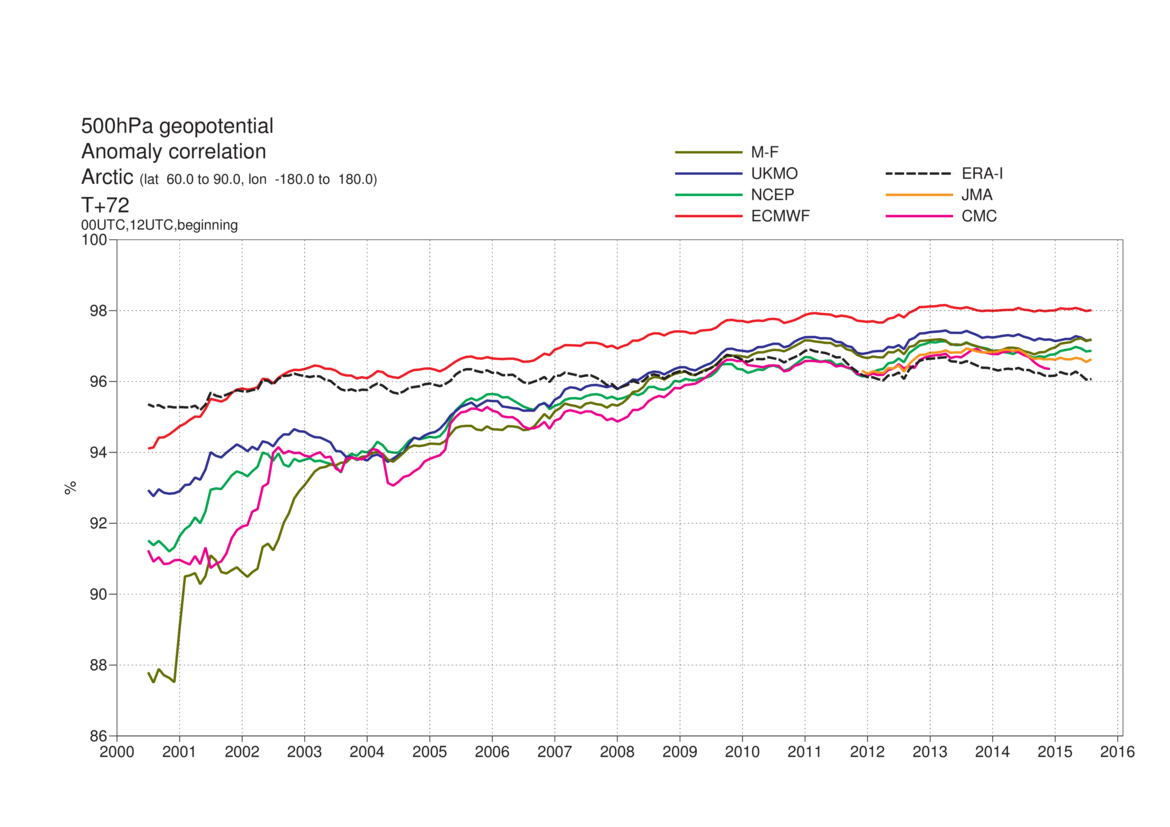 500hPa geopotential
Anomaly correlation
Arctic (lat 60.0 to 90.0, lon -180.0 to 180.0)
T+72
00UTC,12UTC,beginning
M-F
UKMO
NCEP
ECMWF
ERA-I
JMA
CMC
100
98
96
94
92
90
88
86
%
2000 2001 2002 2003 2004 2005 2006 2007 2008 2009 2010 2011 2012 2013 2014 2015 2016